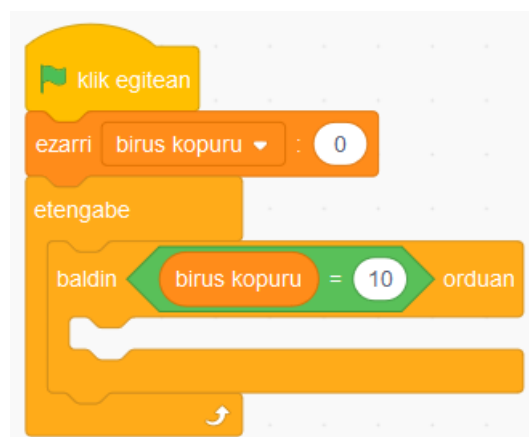 klik egitean
ezarri birus kopuru : 0
etengabe
baldin birus kopuru = 10 orduan